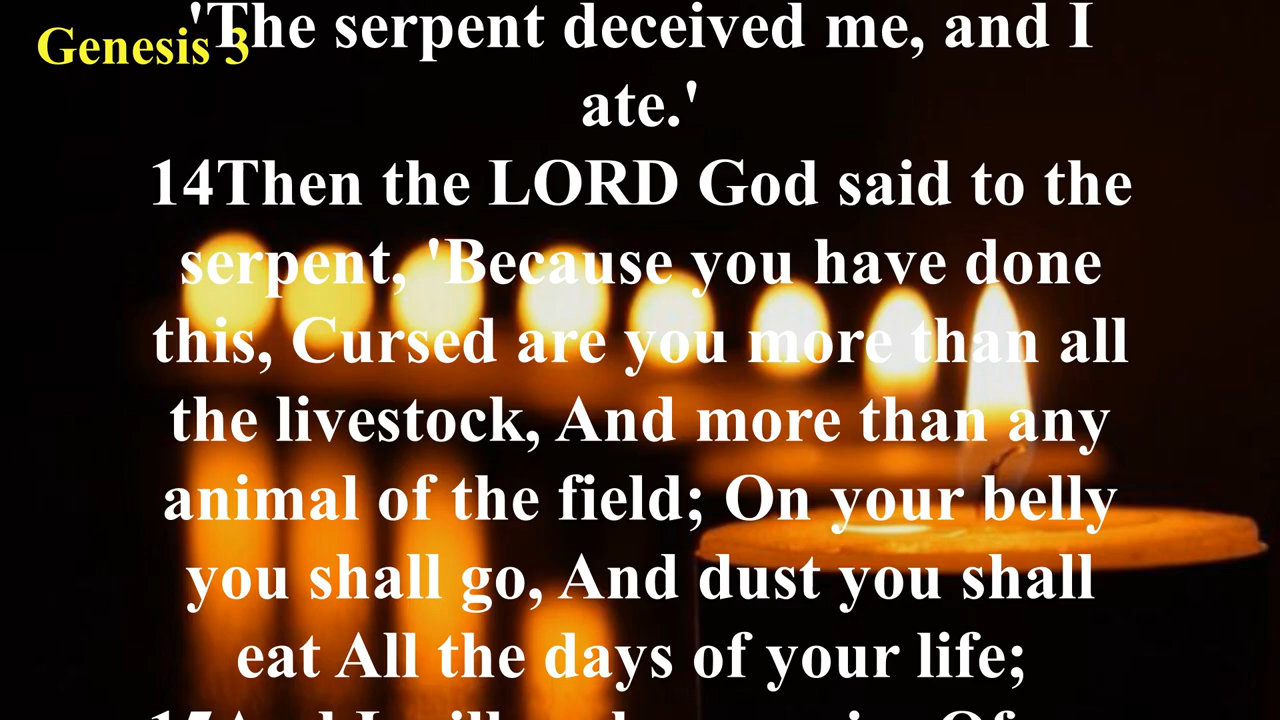 Genesis 3
'The serpent deceived me, and I
ate.'
14Then the LORD God said to the
serpent, 'Because you have done
this, Cursed are you more than all
the livestock, And more than any
animal of the field; On your belly
you shall go, And dust you shall
eat All the days of your life;